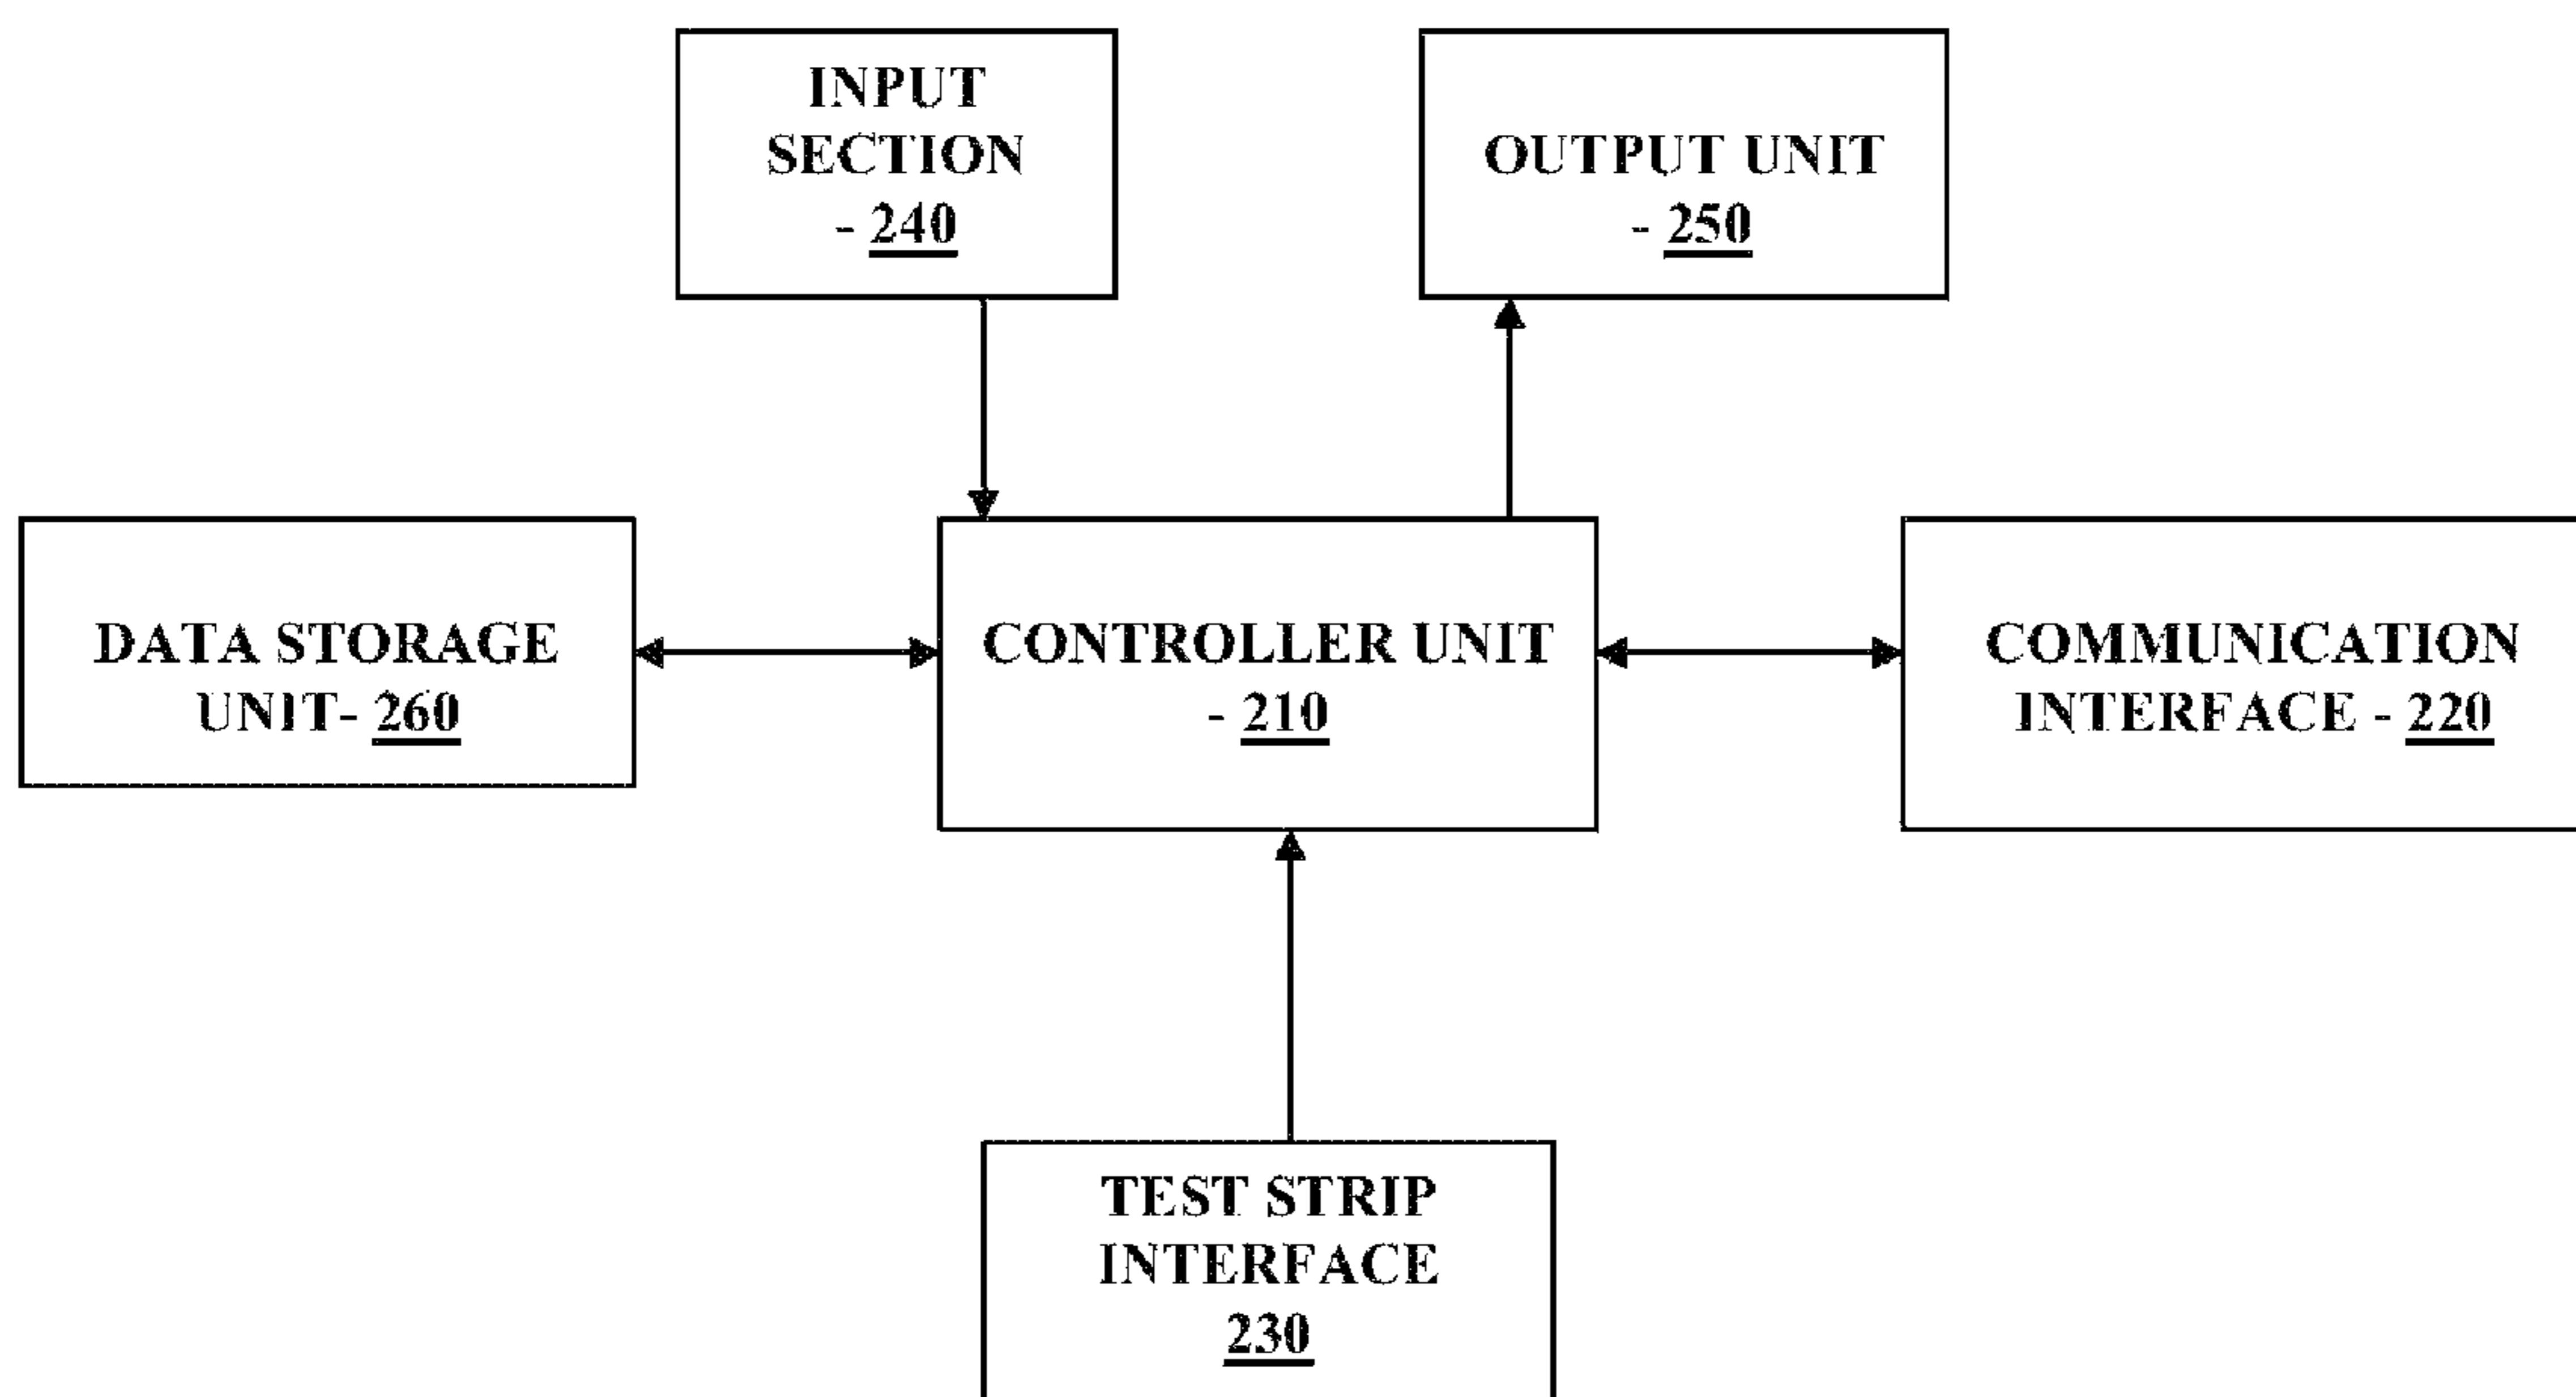 INPUT
SECTION
- 240
OUTPUT UNIT
- 250
DATA STORAGE
UNIT- 260
CONTROLLER UNIT
- 210
COMMUNICATION
INTERFACE - 220
TEST STRIP
INTERFACE
230